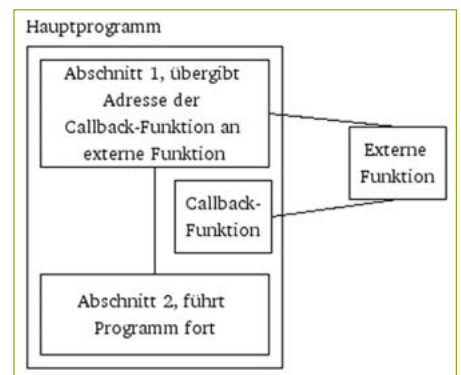 Hauptprogramm
Abschnitt 1, übergibt
Adresse der
Callback-Funktion an
externe Funktion
Externe
Funktion
Callback-
Funktion
Abschnitt 2, führt
Programm fort